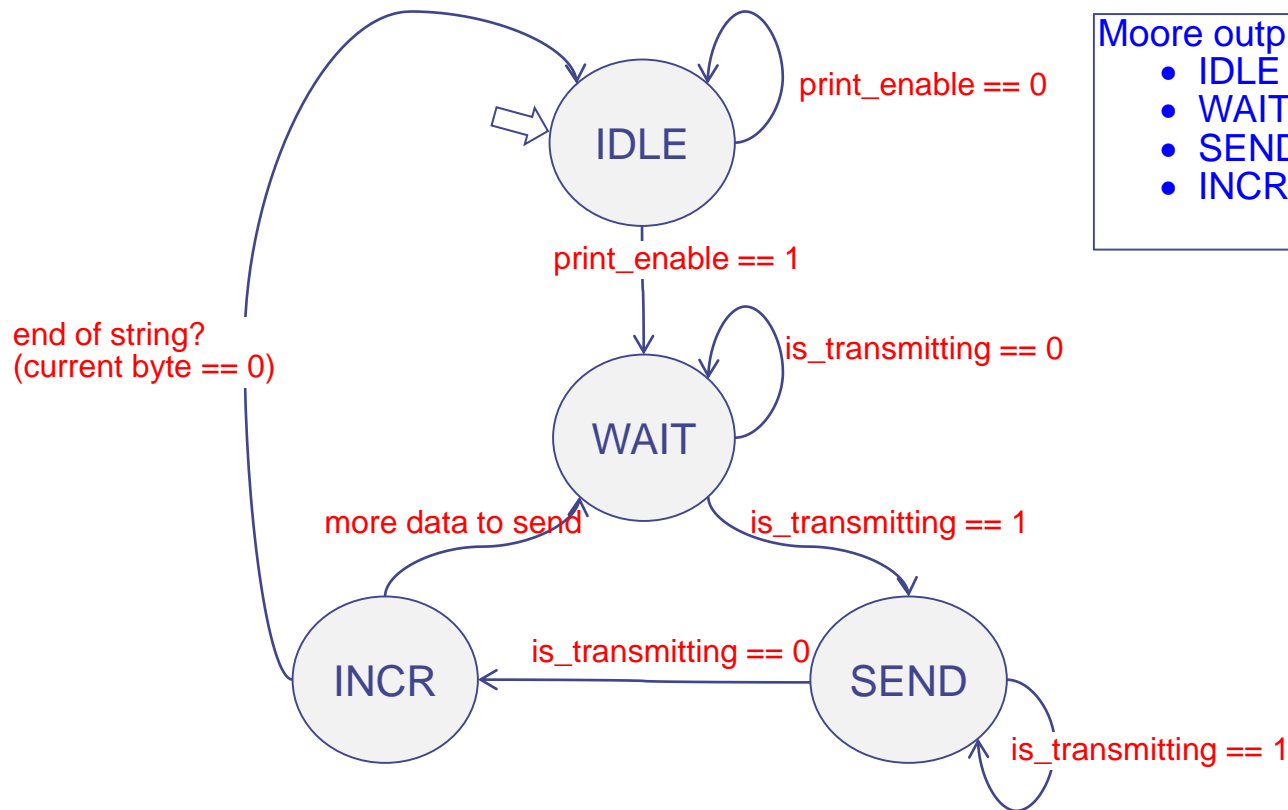 Moore outp
• IDLE
• WAIT
• SEND
• INCR
print_enable == 0
IDLE
print_enable == 1
end of string?
(current byte == 0)
is_transmitting == 0
WAIT
more data to send
is_transmitting == 1
is_transmitting == 0
INCR
SEND
is_transmitting == 1